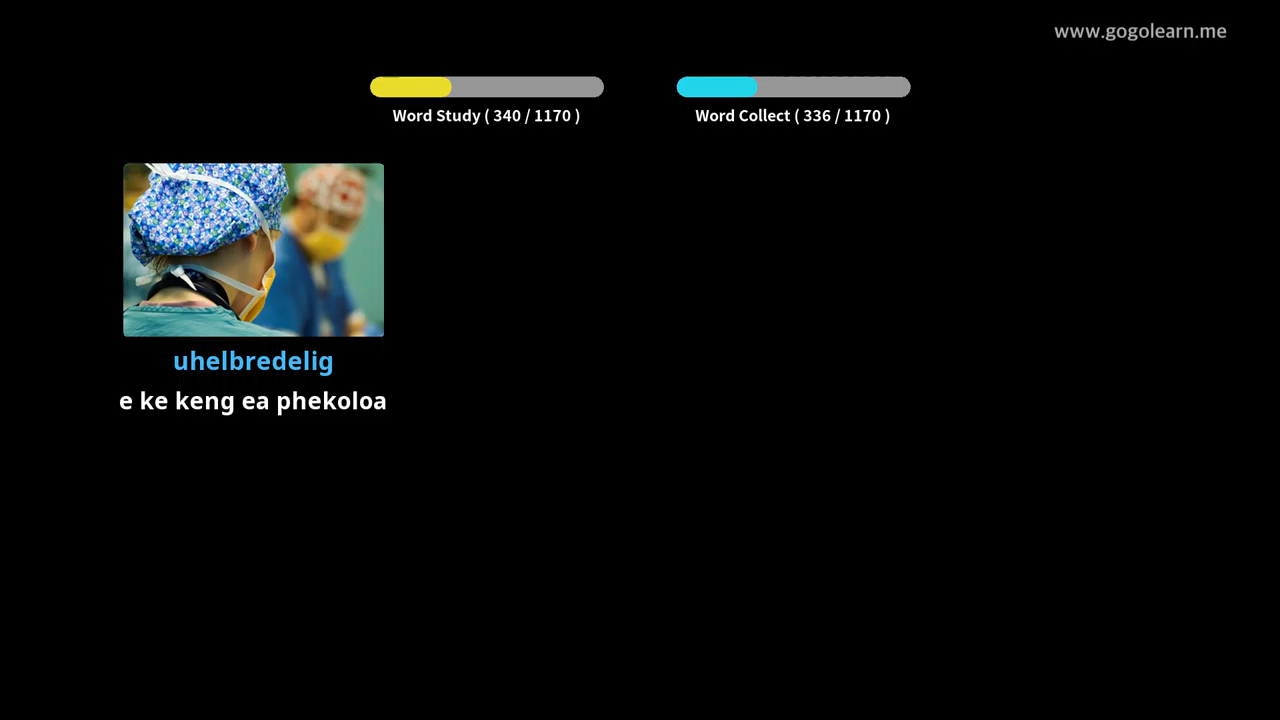 www.gogolearn.me
Word Study ( 340 / 1170 )
Word Collect ( 336 / 1170 )
uhelbredelig
e ke keng ea phekoloa